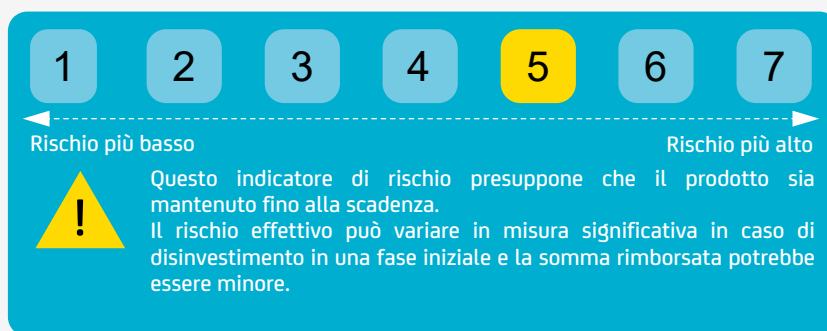 1 2 3 4 5 6 7
Rischio più basso Rischio più alto
!
Questo indicatore di rischio presuppone che il prodotto sia
mantenuto fino alla scadenza.
Il rischio effettivo può variare in misura significativa in caso di
disinvestimento in una fase iniziale e la somma rimborsata potrebbe
essere minore.